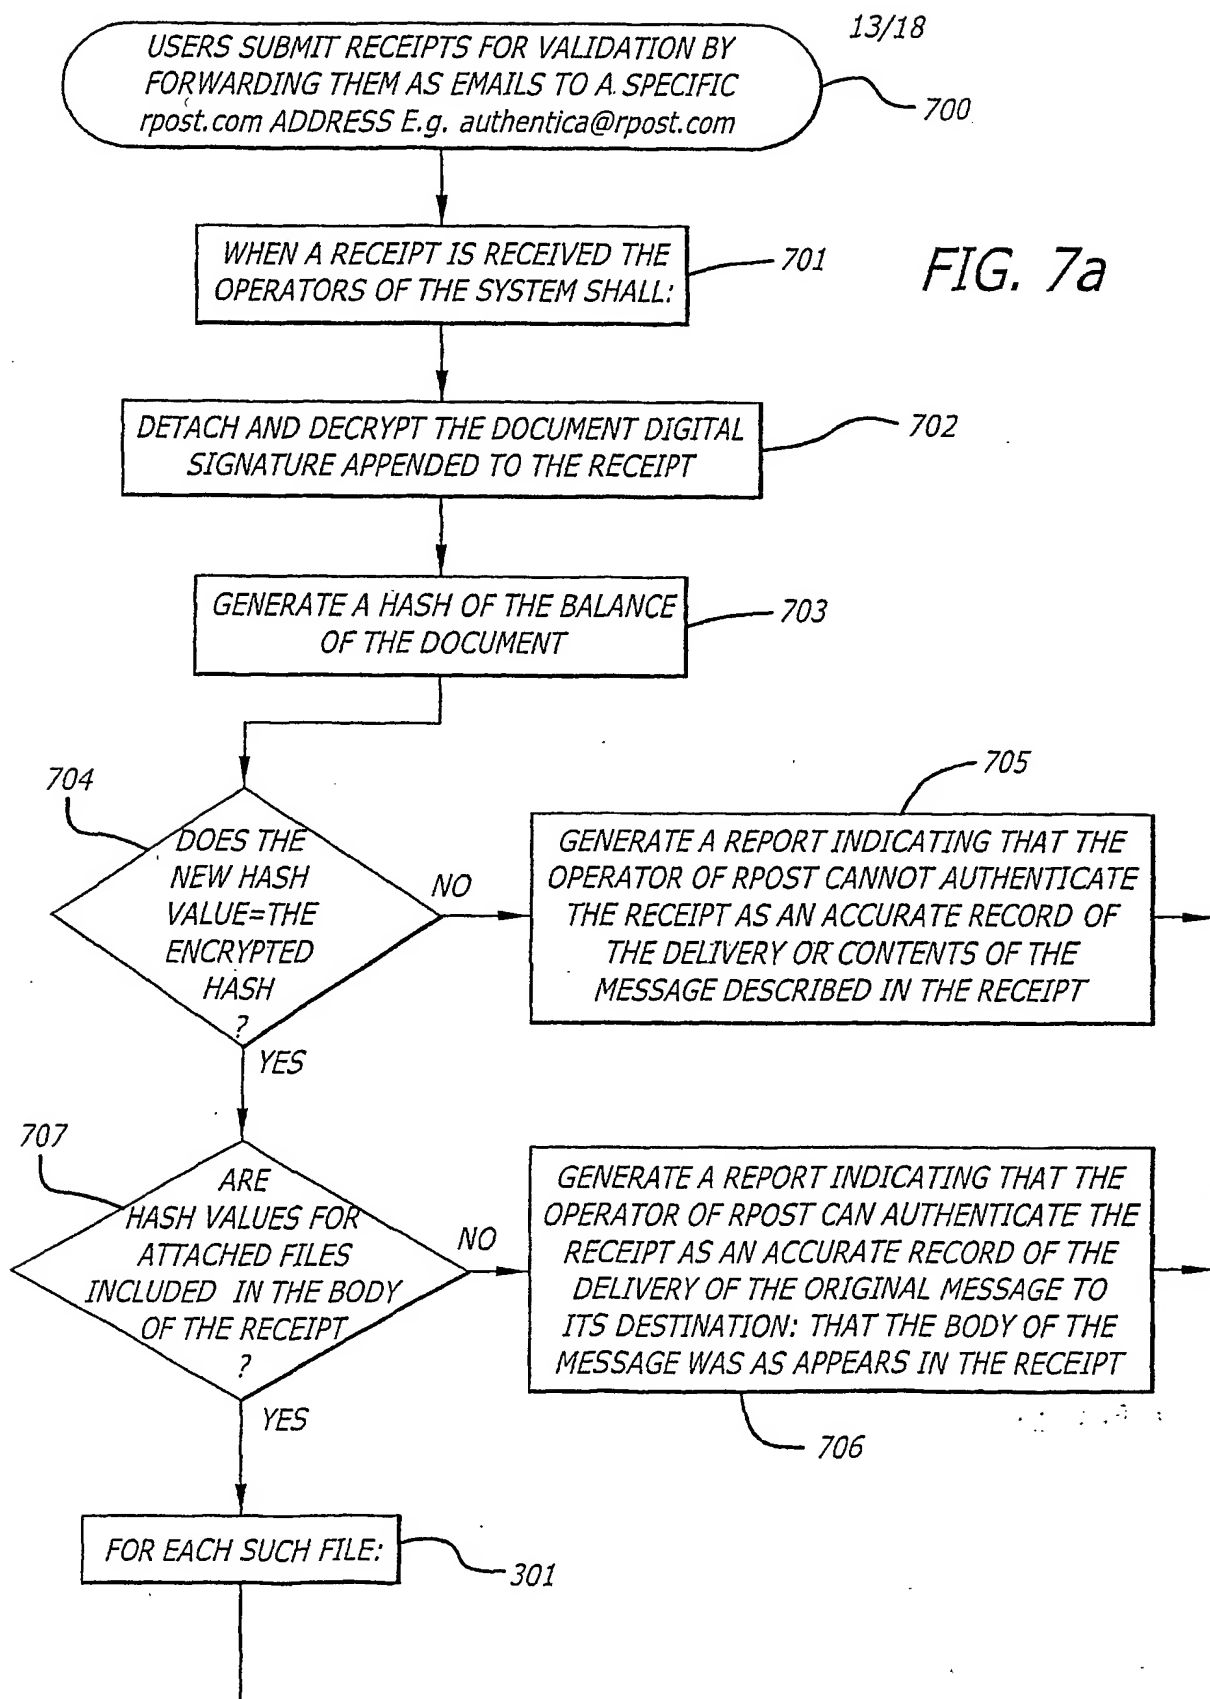 13/18
USERS SUBMIT RECEIPTS FOR VALIDATION BY
FORWARDING THEM AS EMAILS TO A SPECIFIC
rpost.com ADDRESS E.g. authentica@rpost.com
700
WHEN A RECEIPT IS RECEIVED THE
OPERATORS OF THE SYSTEM SHALL:
701
FIG. 7a
DETACH AND DECRYPT THE DOCUMENT DIGITAL
SIGNATURE APPENDED TO THE RECEIPT
702
GENERATE A HASH OF THE BALANCE
OF THE DOCUMENT
703
704
DOES THE
NEW HASH
VALUE=THE
ENCRYPTED
HASH
?
NO
YES
705
GENERATE A REPORT INDICATING THAT THE
OPERATOR OF RPOST CANNOT AUTHENTICATE
THE RECEIPT AS AN ACCURATE RECORD OF
THE DELIVERY OR CONTENTS OF THE
MESSAGE DESCRIBED IN THE RECEIPT
707
ARE
HASH VALUES FOR
ATTACHED FILES
INCLUDED IN THE BODY
OF THE RECEIPT
?
NO
YES
GENERATE A REPORT INDICATING THAT THE
OPERATOR OF RPOST CAN AUTHENTICATE THE
RECEIPT AS AN ACCURATE RECORD OF THE
DELIVERY OF THE ORIGINAL MESSAGE TO
ITS DESTINATION: THAT THE BODY OF THE
MESSAGE WAS AS APPEARS IN THE RECEIPT
706
FOR EACH SUCH FILE:
301